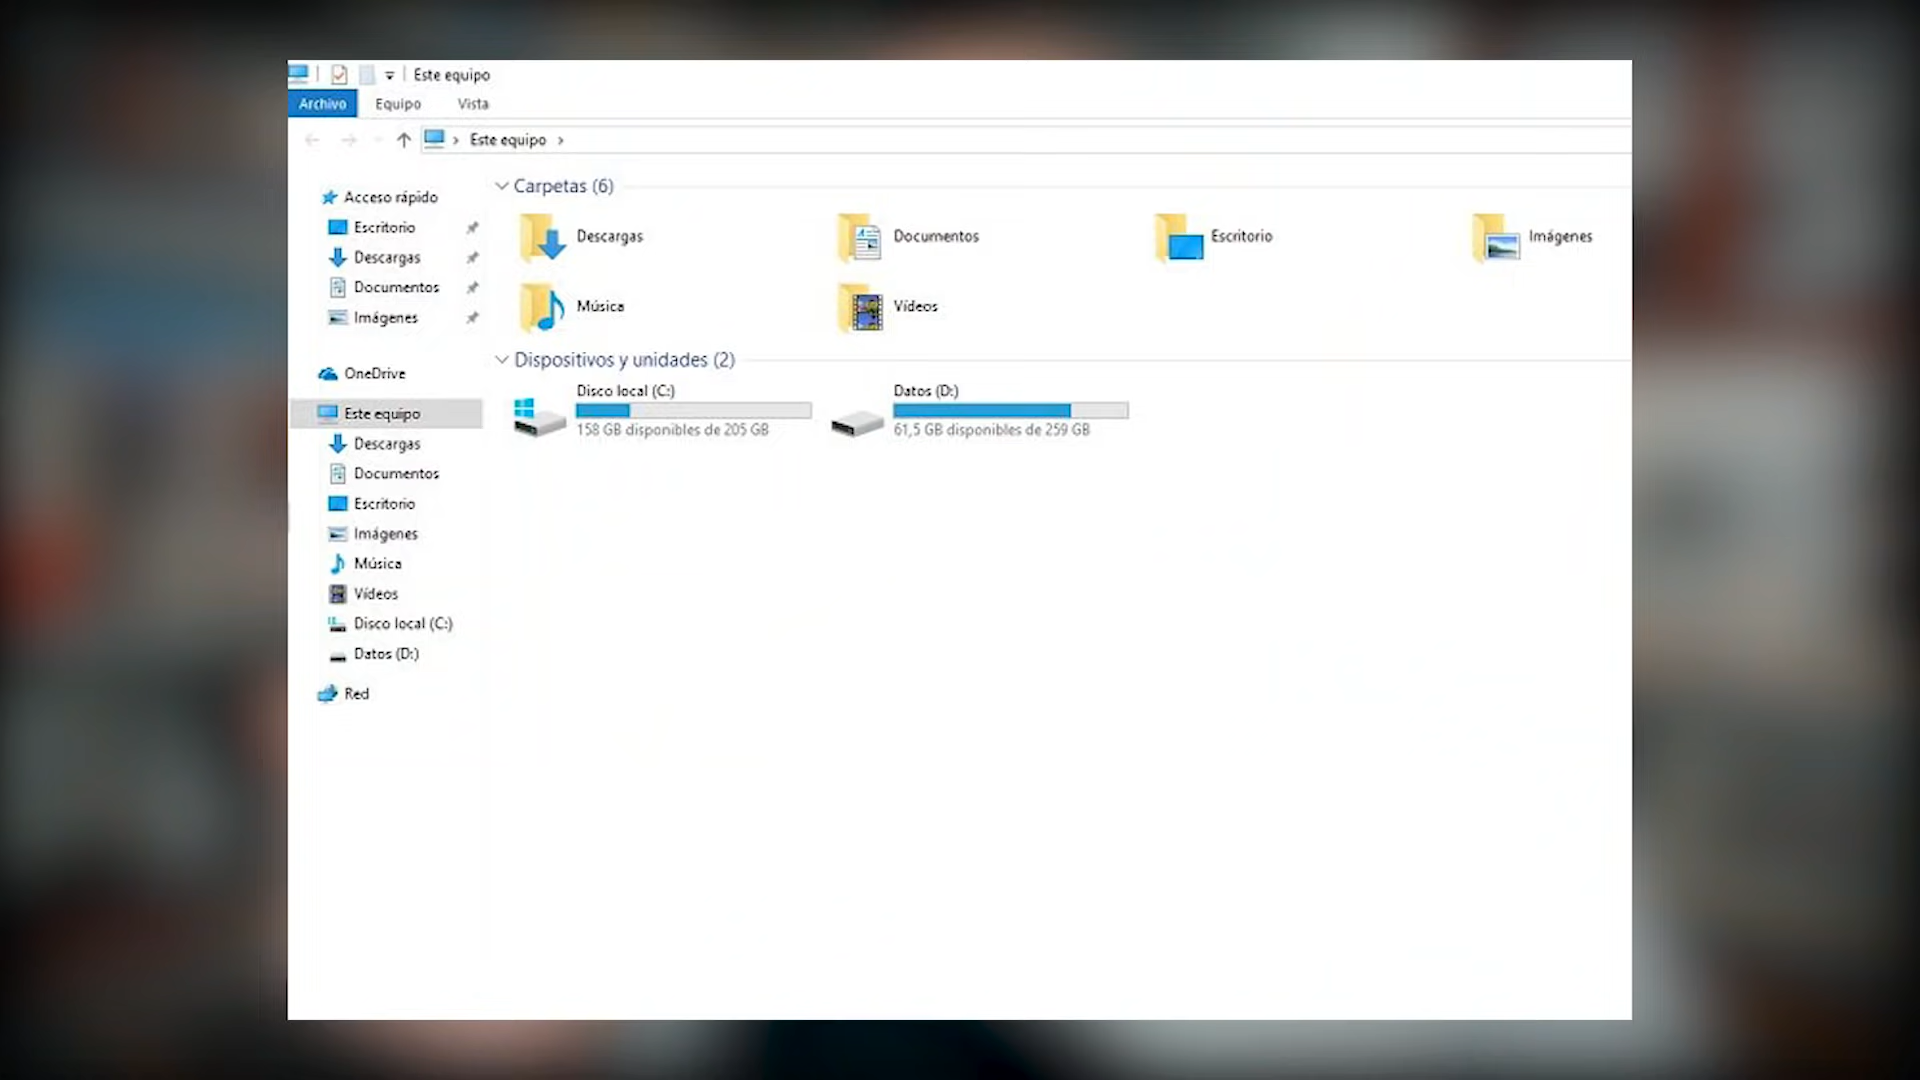 Este equipo
Archivo Equipo Vista
Este equipo
Acceso rápido
Escritorio
Descargas
Documentos
Imágenes
OneDrive
Este equipo
Descargas
Documentos
Escritorio
Imágenes
Música
Vídeos
Disco local (C:)
Datos (D:)
Red
Carpetas (6)
Descargas Documentos Escritorio Imágenes
Música Vídeos
Dispositivos y unidades (2)
Disco local (C:)
158 GB disponibles de 205 GB
Datos (D:)
61,5 GB disponibles de 259 GB